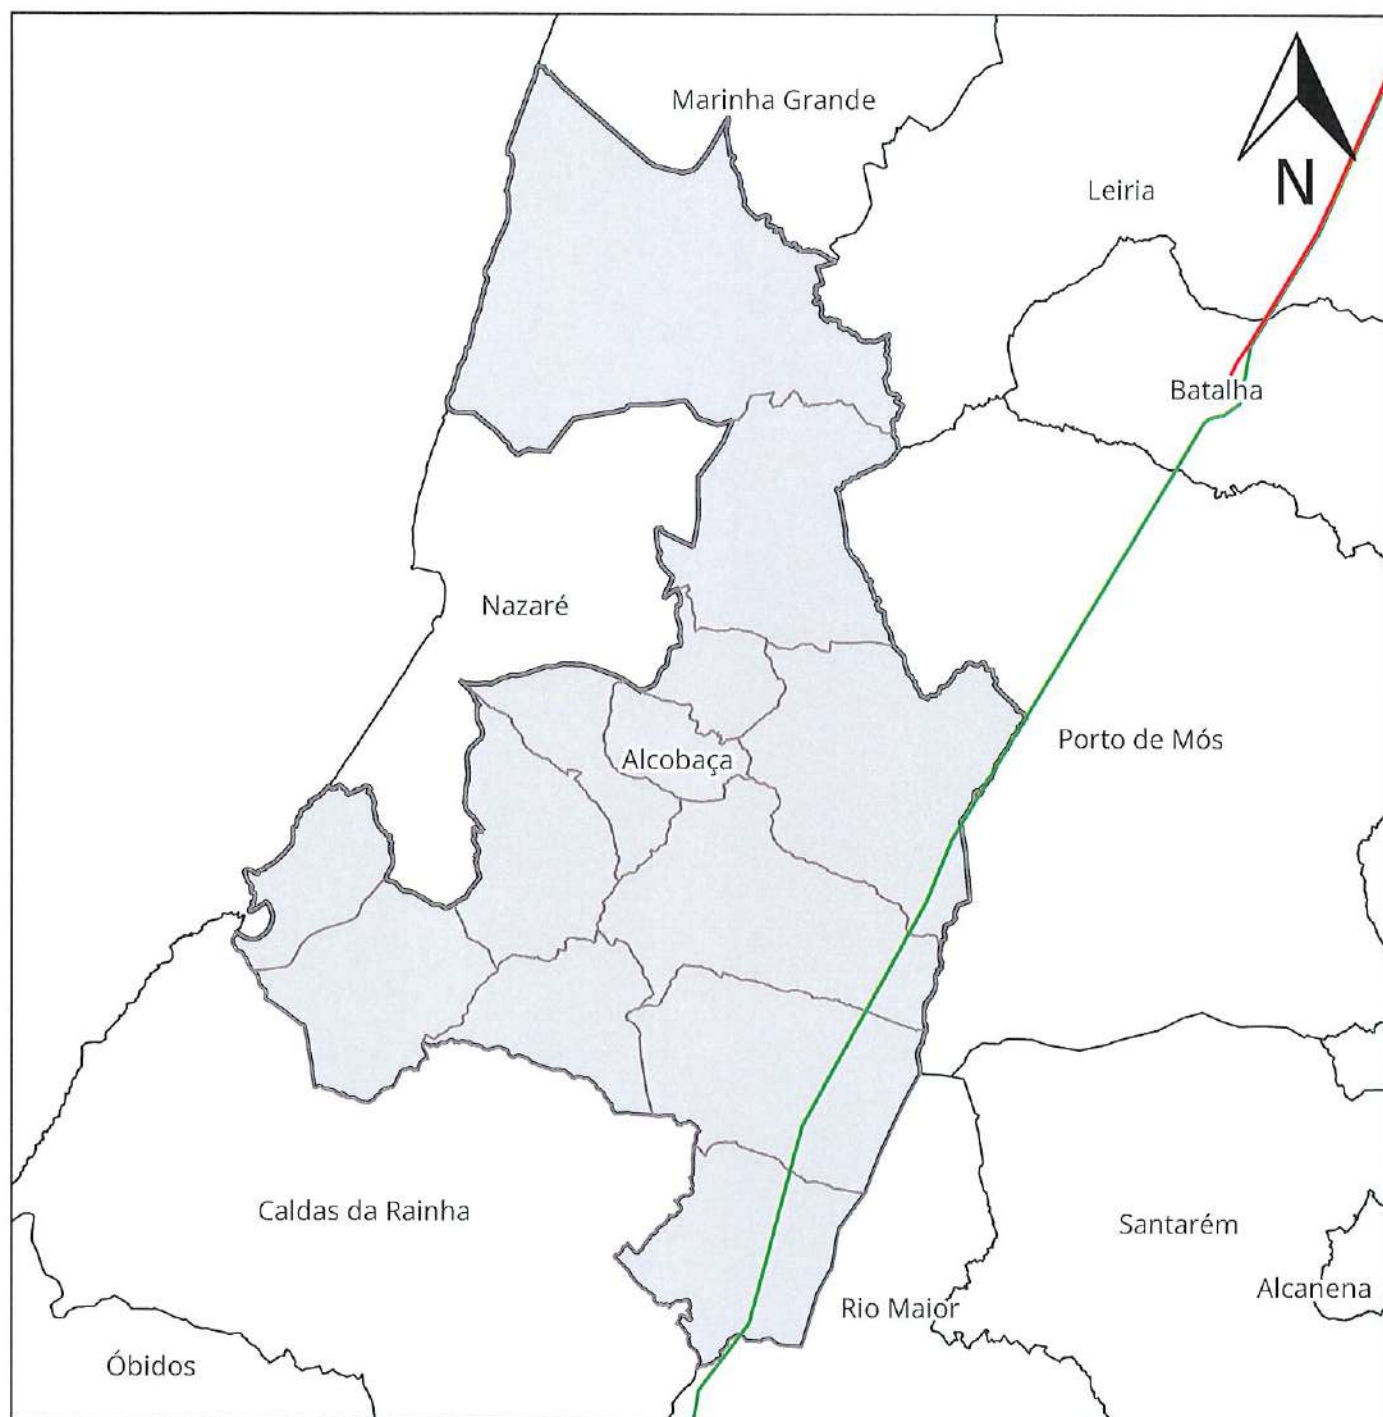 Marinha Grande
Leiria
N
Batalha
Nazaré
Porto de Mós
Alcobaça
Caldas da Rainha
Santarém
Alcanena
Rio Maior
Óbidos